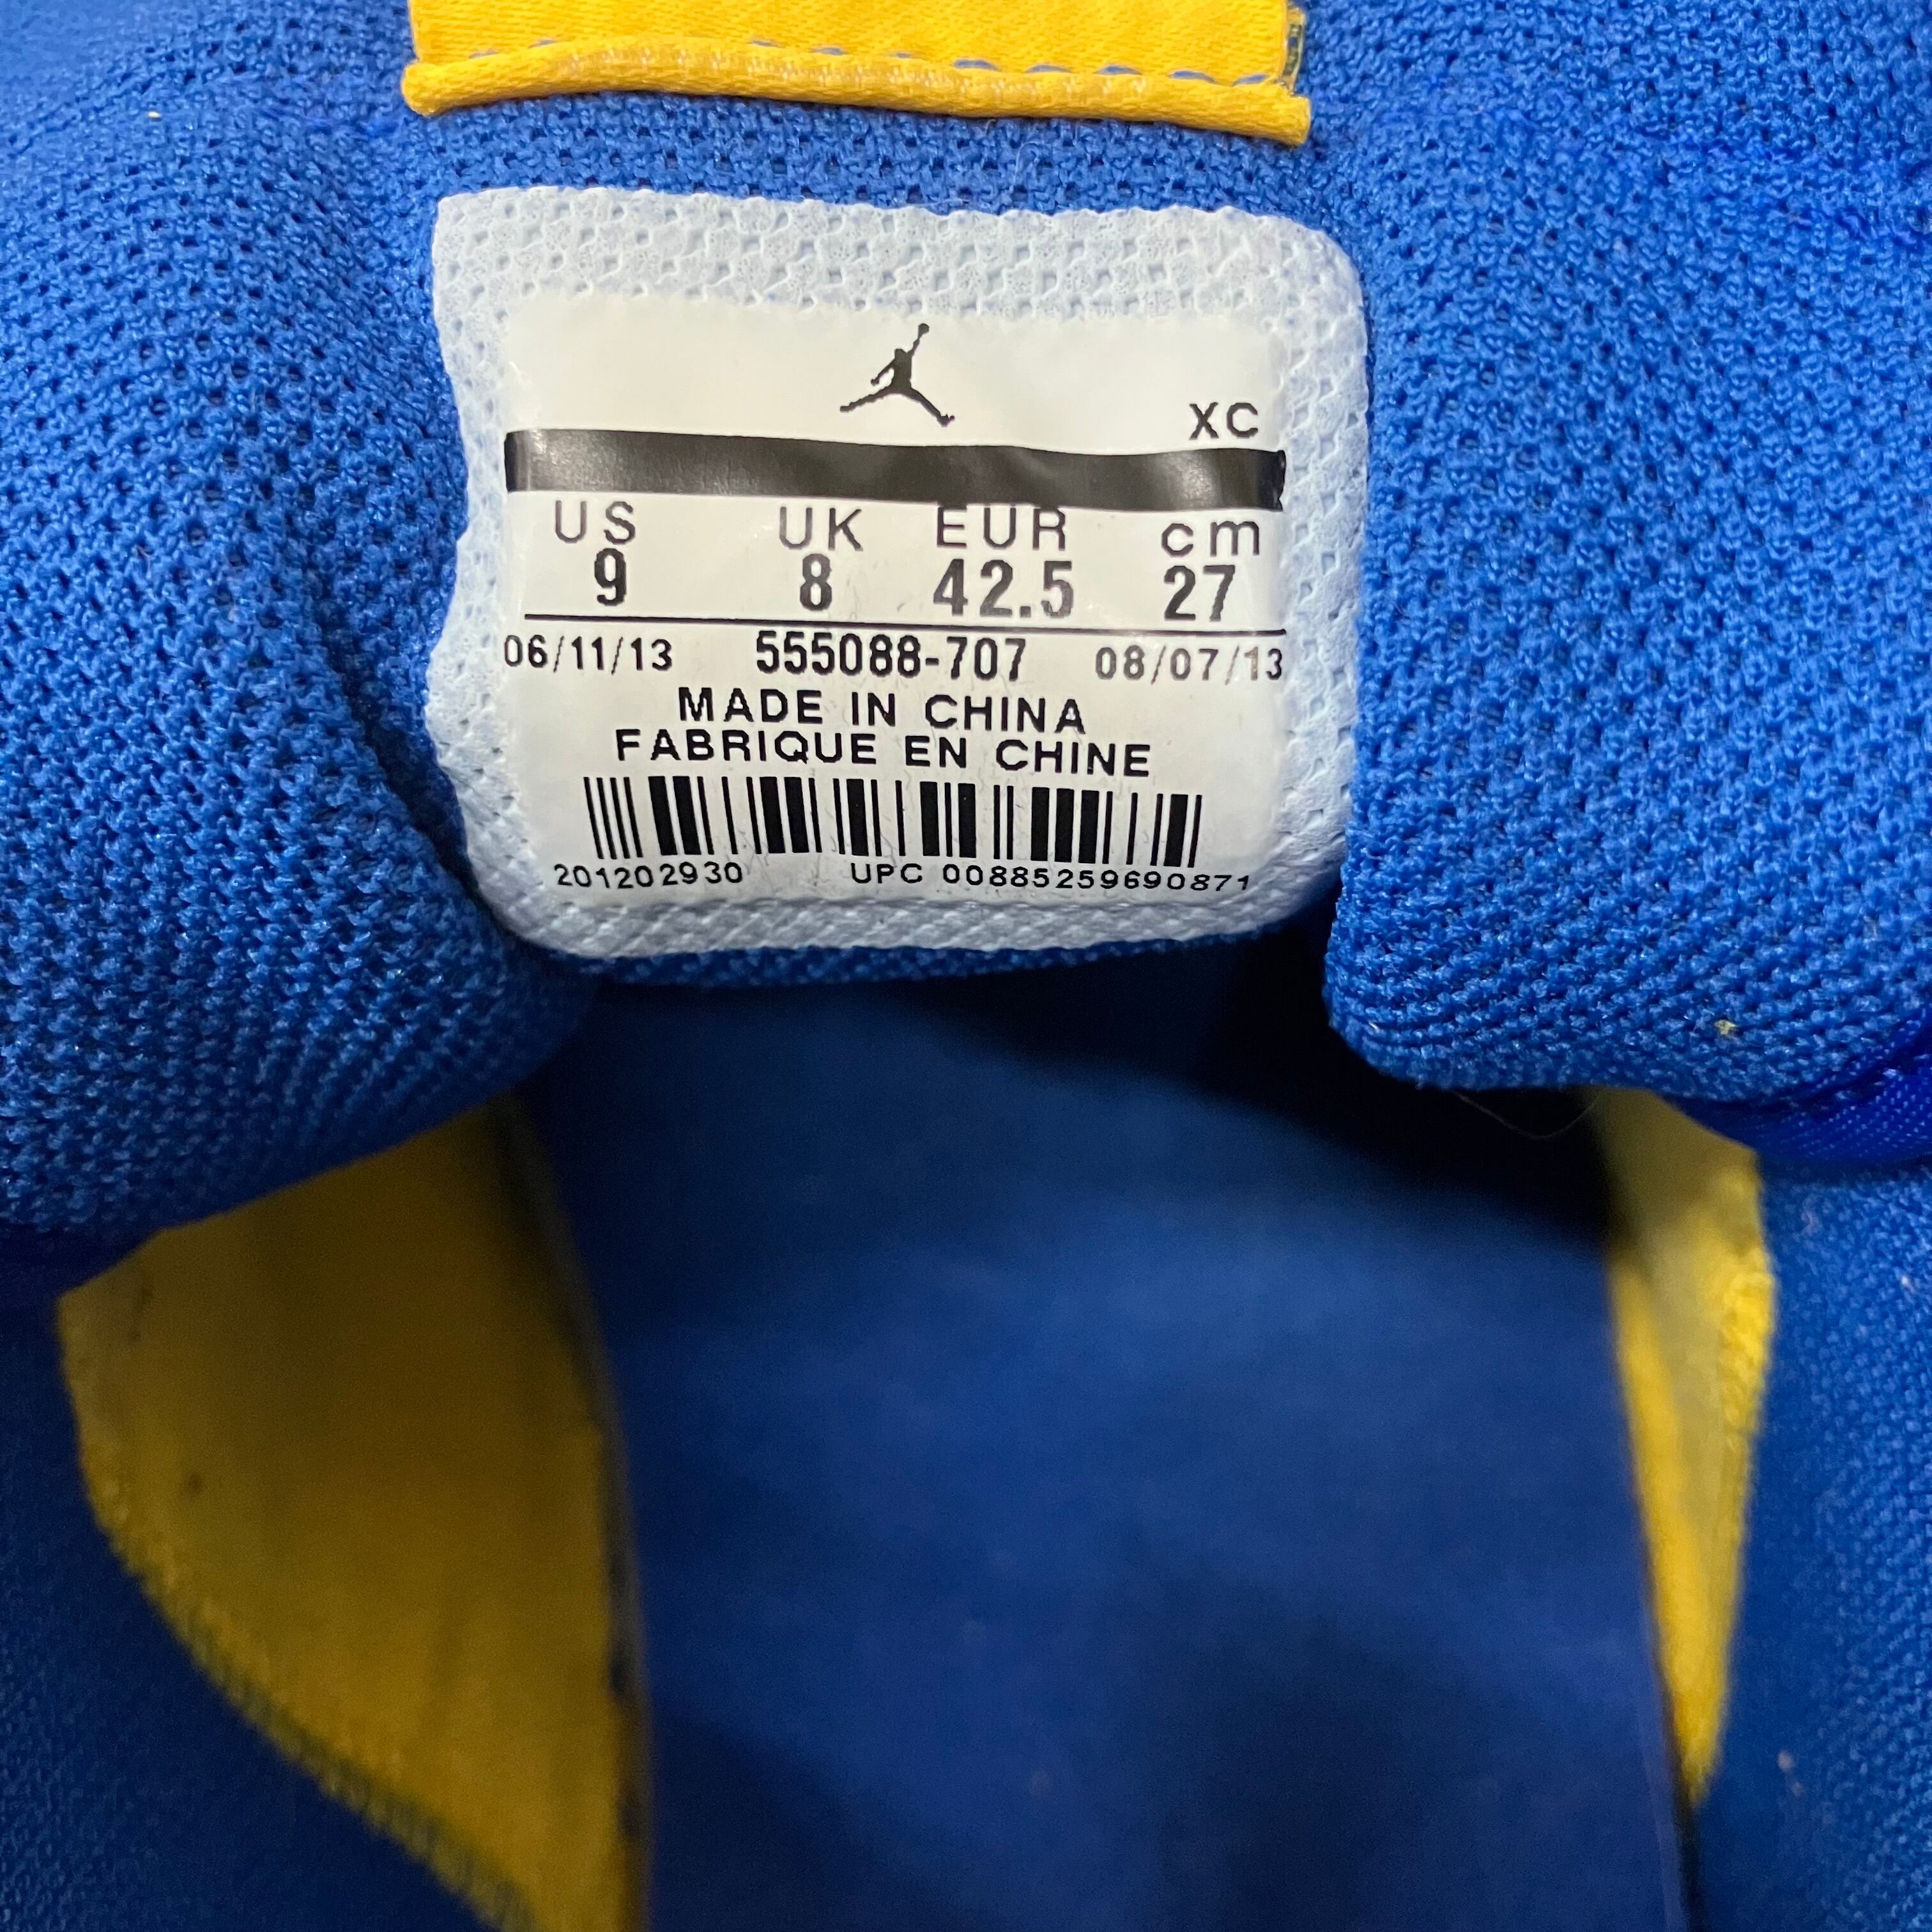 XC
US UK EUR cm
9 8 42.5 27
06/11/13 555088-707 08/07/13
MADE IN CHINA
FABRIQUE EN CHINE
201202930 UPC 00885259690871